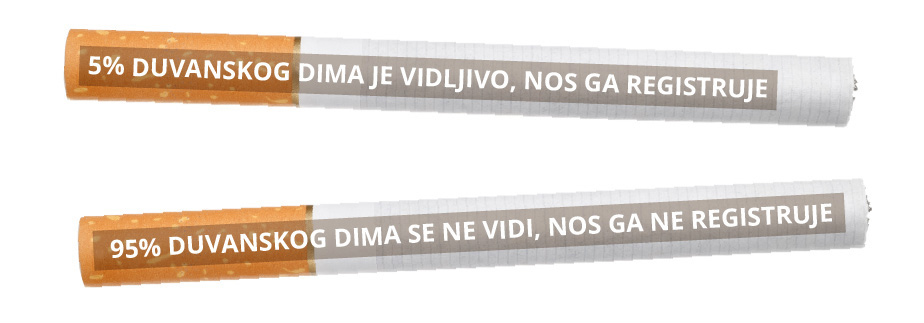 5% DUVANSKOG DIMA JE VIDLJIVO, NOS GA REGISTRUJE
95% DUVANSKOG DIMA SE NE VIDI, NOS GA NE REGISTRUJE